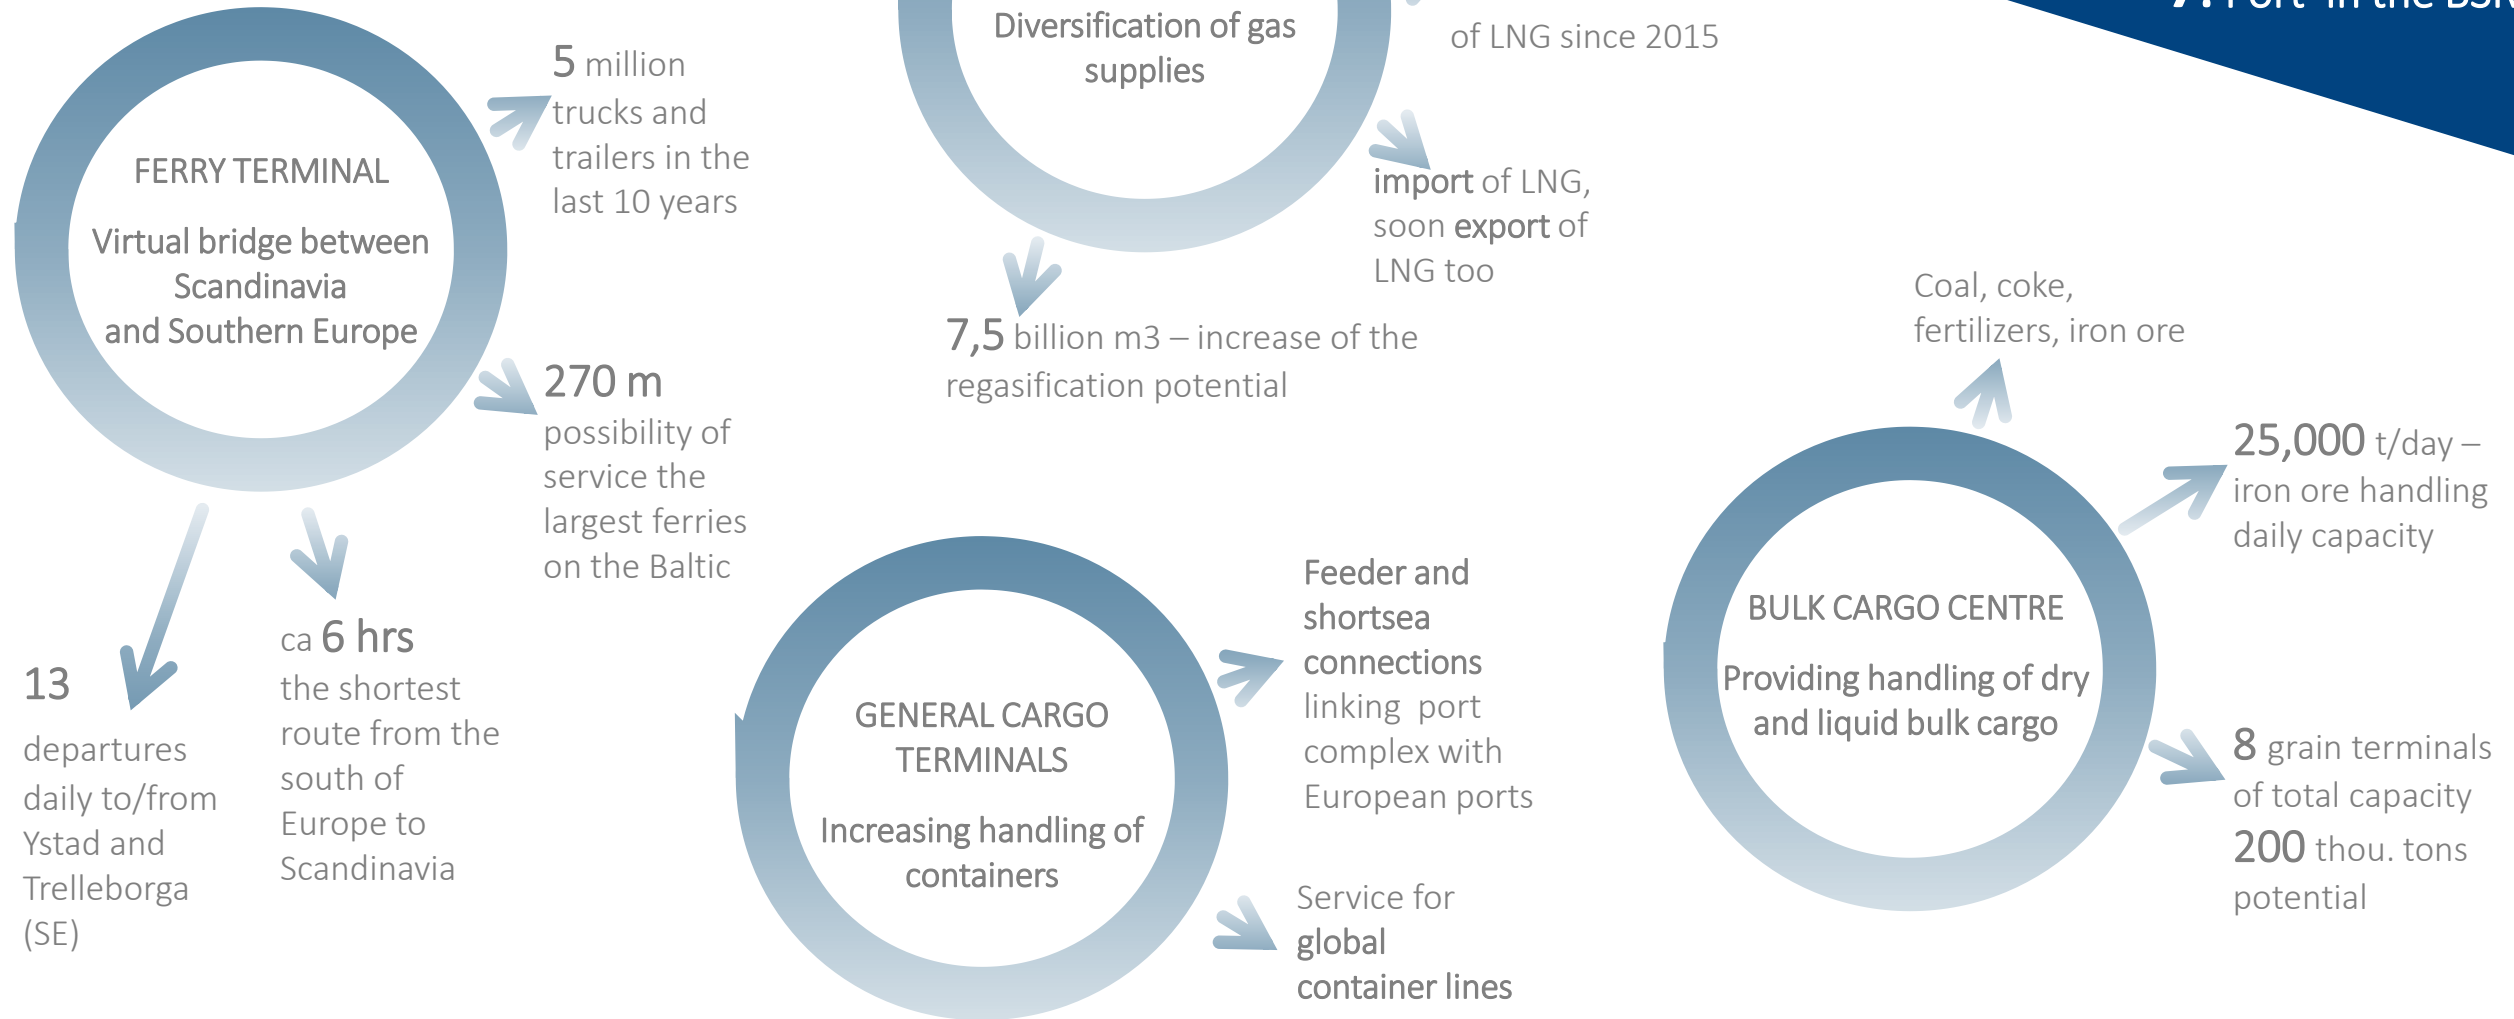 7. Port in the BSR
FERRY TERMINAL
Virtual bridge between
Scandinavia
and Southern Europe
5 million
trucks and
trailers in the
last 10 years
270 m
possibility of
service the
largest ferries
on the Baltic
ca 6 hrs
the shortest
route from the
south of
Europe to
Scandinavia
13
departures
daily to/from
Ystad and
Trelleborga
(SE)
Diversification of gas
supplies
of LNG since 2015
import of LNG,
soon export of
LNG too
7,5 billion m3 – increase of the
regasification potential
GENERAL CARGO
TERMINALS
Increasing handling of
containers
Feeder and
shortsea
connections
linking port
complex with
European ports
Service for
global
container lines
BULK CARGO CENTRE
Providing handling of dry
and liquid bulk cargo
Coal, coke,
fertilizers, iron ore
25,000 t/day –
iron ore handling
daily capacity
8 grain terminals
of total capacity
200 thou. tons
potential